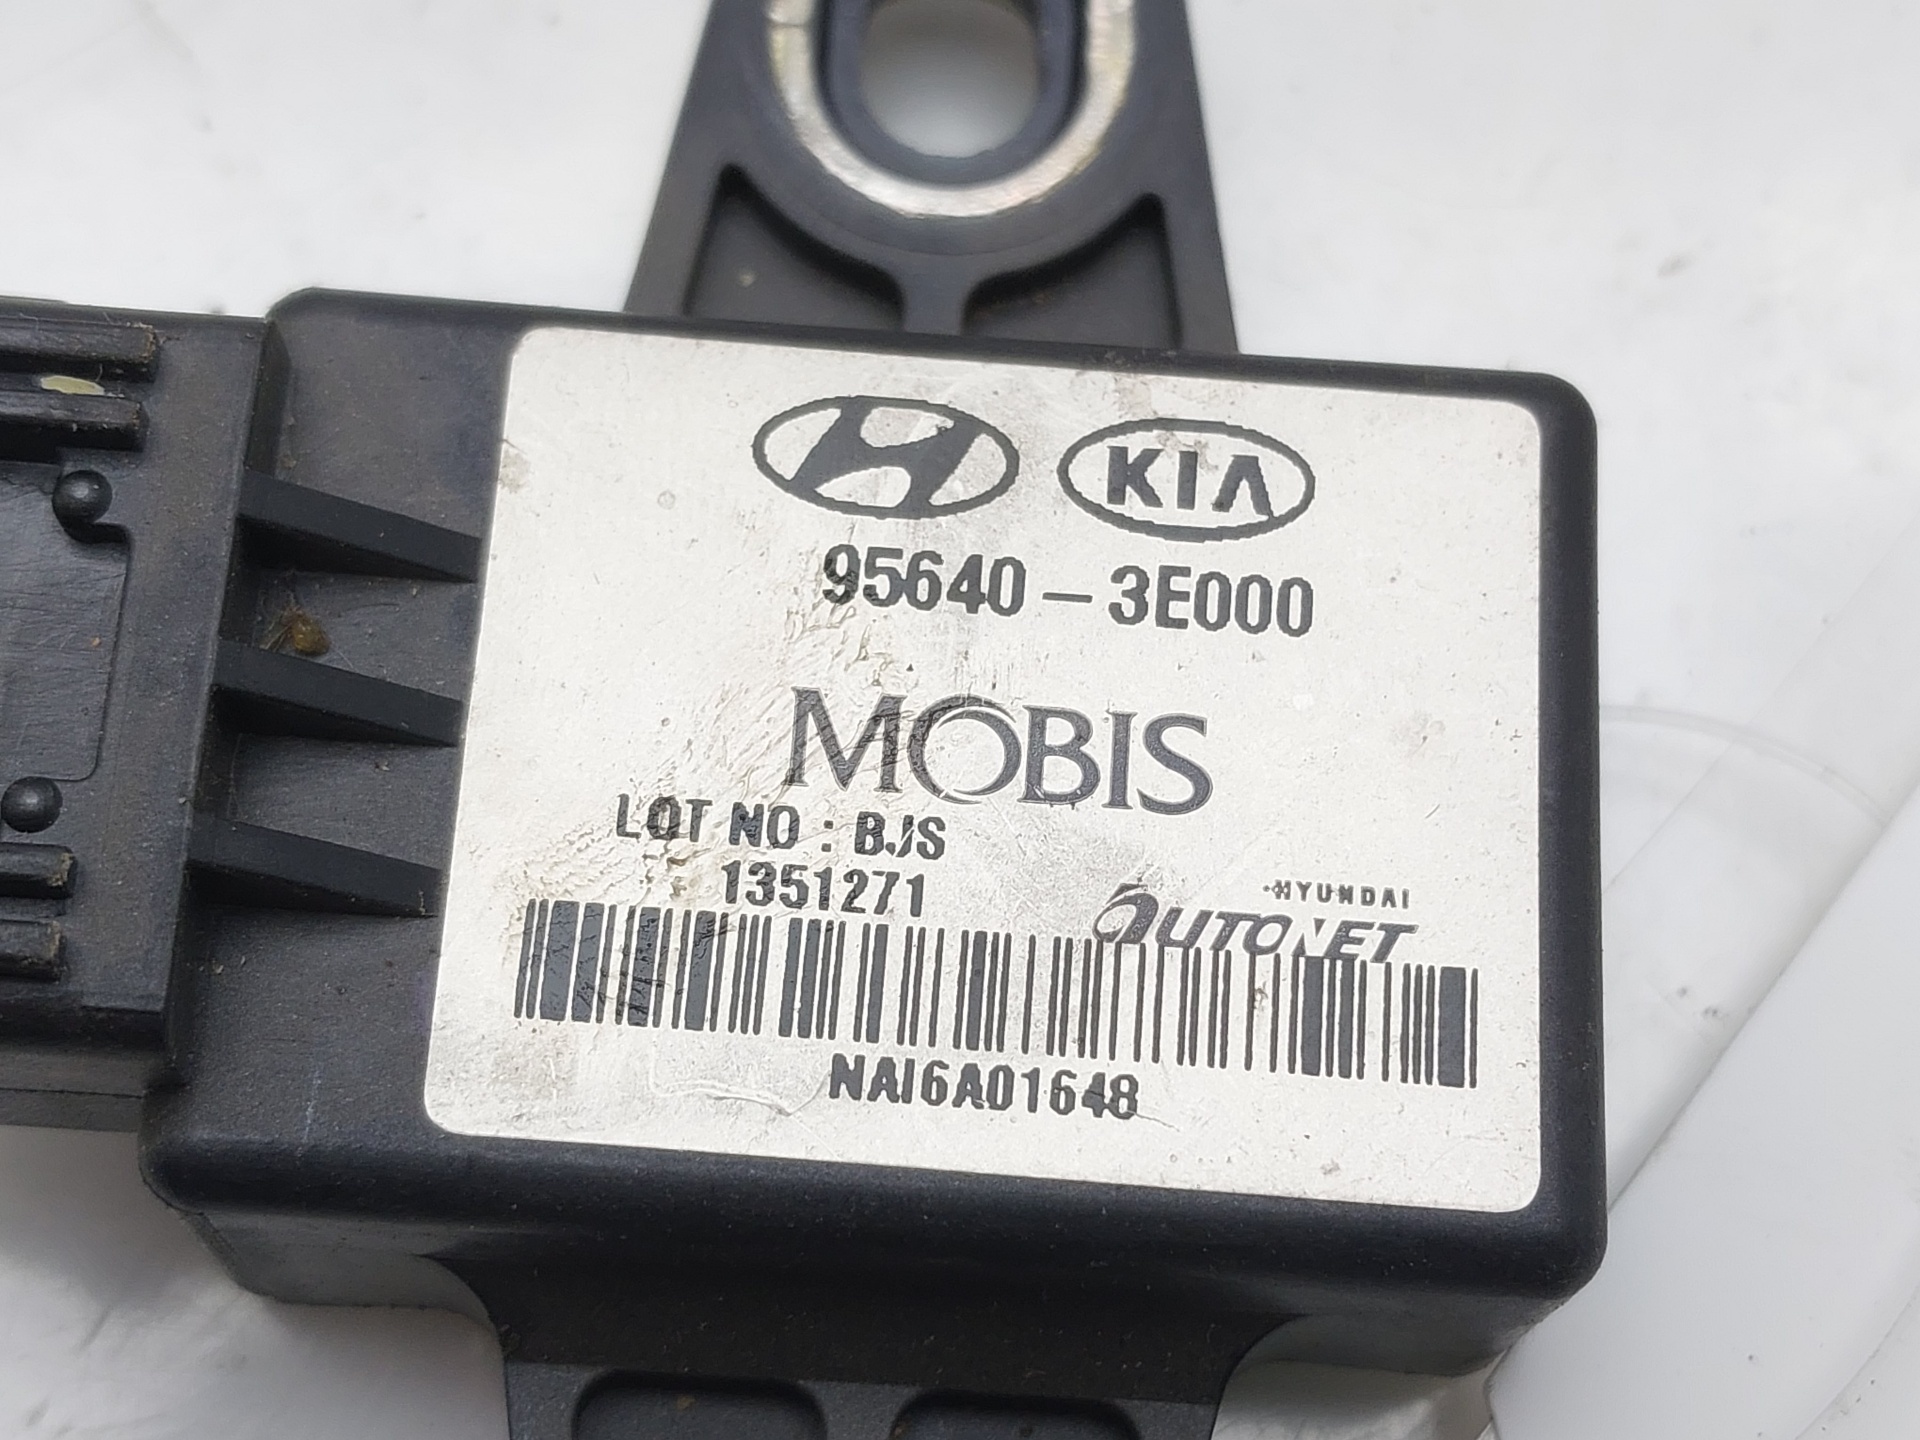 KIA
95640-3E000
MOBIS
LOT NO : BJS
1351271
HYUNDAI
AUTONET
NAI6A01648